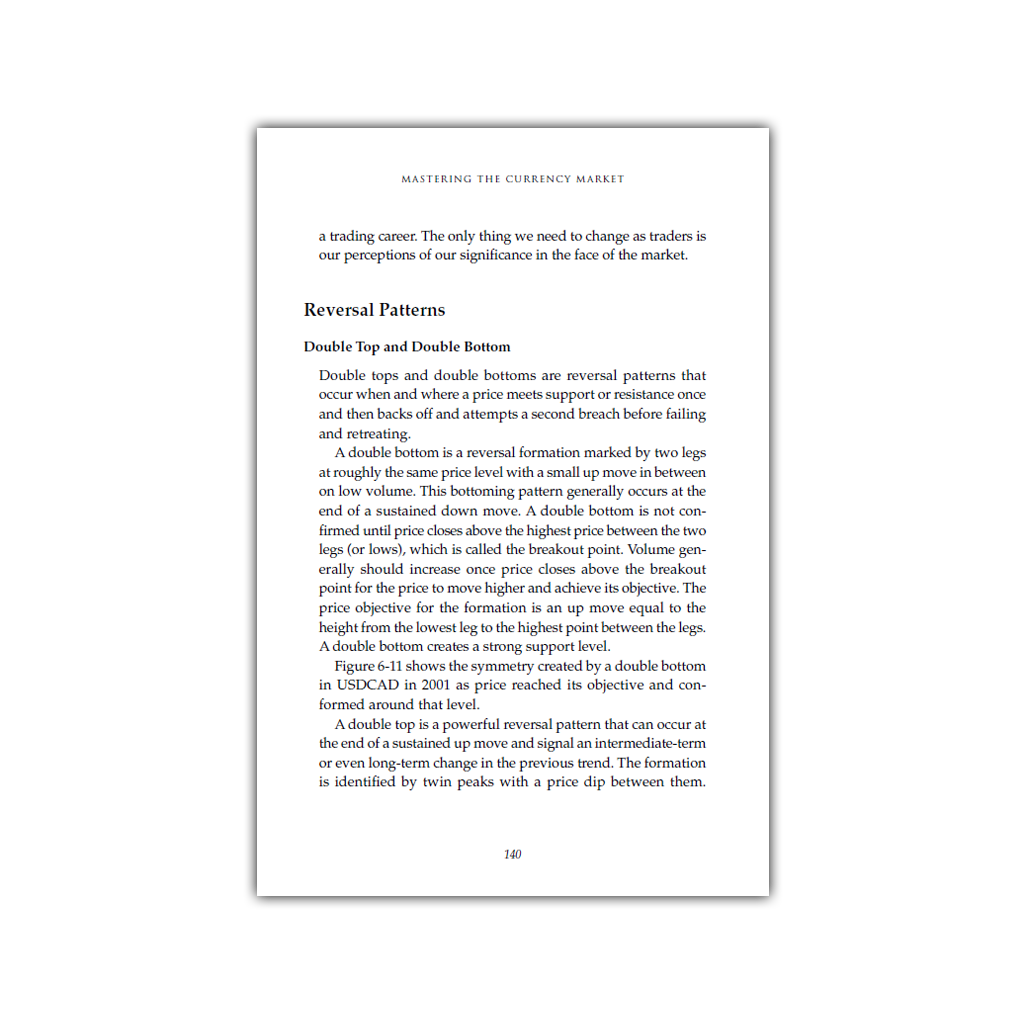 MASTERING THE CURRENCY MARKET
a trading career. The only thing we need to change as traders is
our perceptions of our significance in the face of the market.
Reversal Patterns
Double Top and Double Bottom
Double tops and double bottoms are reversal patterns that
occur when and where a price meets support or resistance once
and then backs off and attempts a second breach before failing
and retreating.
A double bottom is a reversal formation marked by two legs
at roughly the same price level with a small up move in between
on low volume. This bottoming pattern generally occurs at the
end of a sustained down move. A double bottom is not con-
firmed until price closes above the highest price between the two
legs (or lows), which is called the breakout point. Volume gen-
erally should increase once price closes above the breakout
point for the price to move higher and achieve its objective. The
price objective for the formation is an up move equal to the
height from the lowest leg to the highest point between the legs.
A double bottom creates a strong support level.
Figure 6-11 shows the symmetry created by a double bottom
in USDCAD in 2001 as price reached its objective and con-
formed around that level.
A double top is a powerful reversal pattern that can occur at
the end of a sustained up move and signal an intermediate-term
or even long-term change in the previous trend. The formation
is identified by twin peaks with a price dip between them.
140